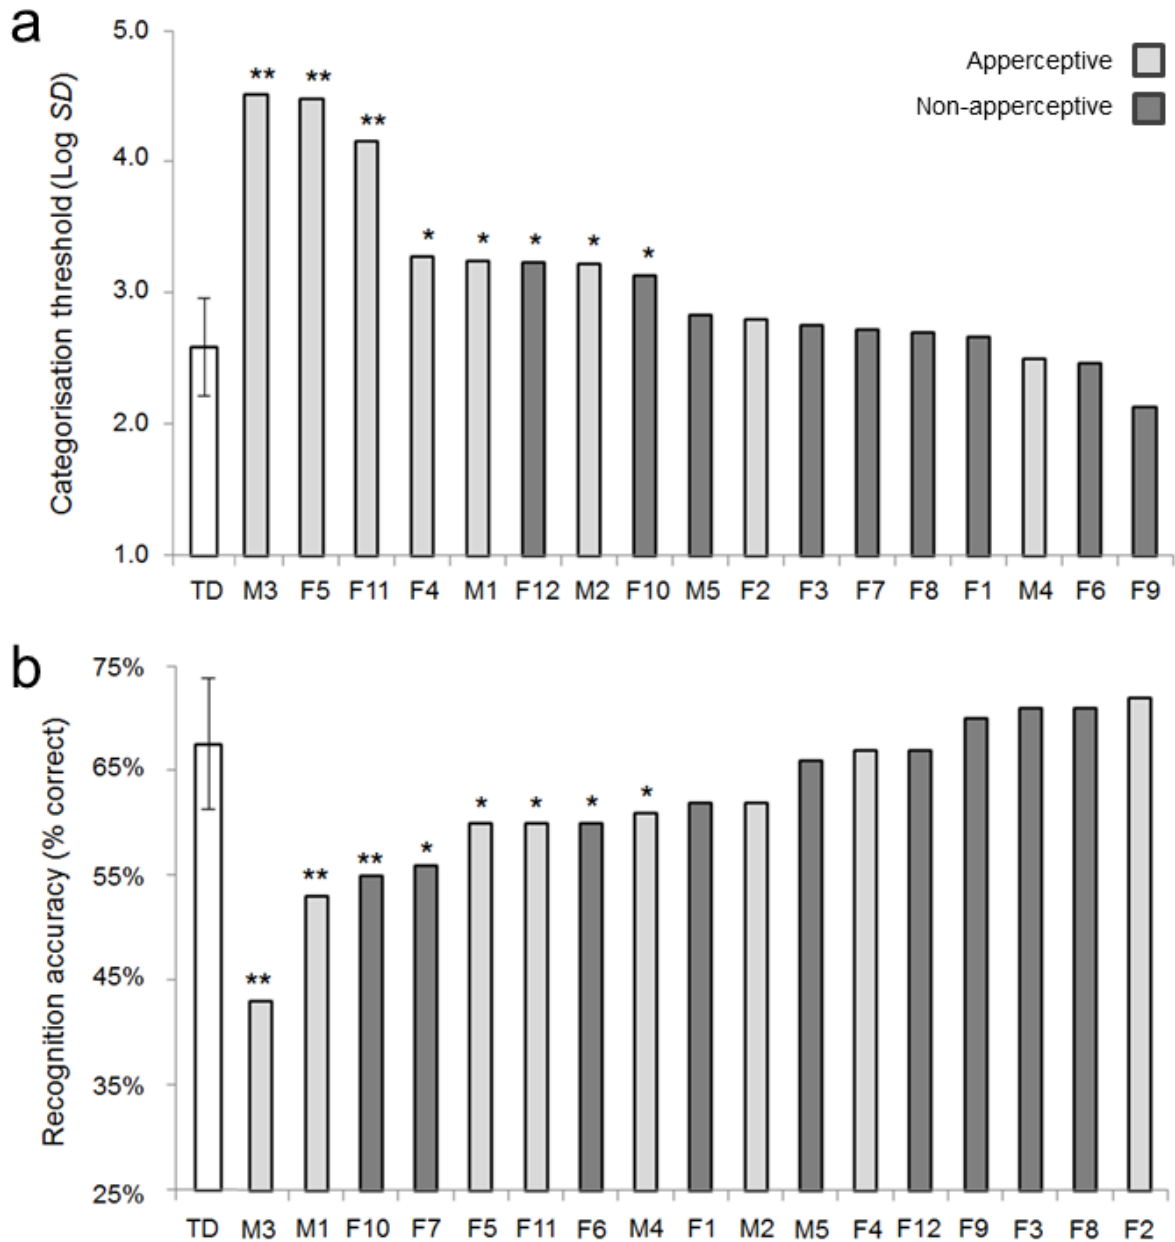 a
Categorisation threshold (Log SD)
5.0
4.0
3.0
2.0
1.0
** ** ** * * * * *
Apperceptive
Non-apperceptive
TD M3 F5 F11 F4 M1 F12 M2 F10 M5 F2 F3 F7 F8 F1 M4 F6 F9
b
Recognition accuracy (% correct)
75%
65%
55%
45%
35%
25%
** ** ** * * * * *
TD M3 M1 F10 F7 F5 F11 F6 M4 F1 M2 M5 F4 F12 F9 F3 F8 F2